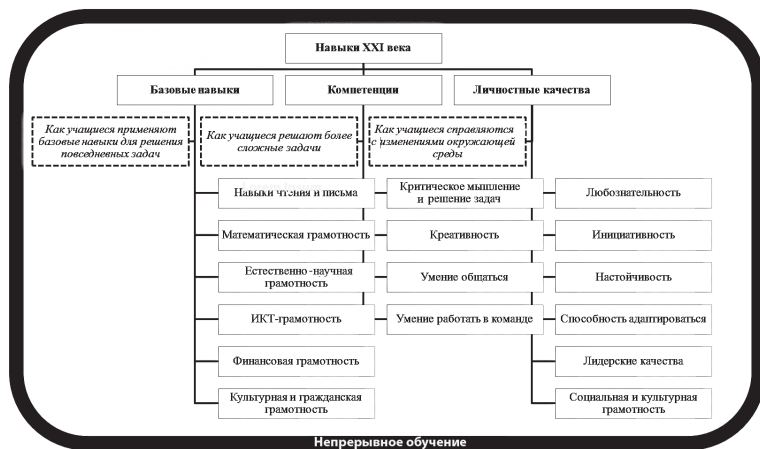 Навыки XXI века
Базовые навыки
Компетенции
Личностные качества
Как учащиеся применяют
базовые навыки для решения
повседневных задач
Как учащиеся решают более
сложные задачи
Как учащиеся справляются
с изменениями окружающей
среды
Навыки чтения и письма
Критическое мышление
и решение задач
Любознательность
Математическая грамотность
Креативность
Инициативность
Естественно-научная
грамотность
Умение общаться
Настойчивость
ИКТ-грамотность
Умение работать в команде
Способность адаптироваться
Финансовая грамотность
Лидерские качества
Культурная и гражданская
грамотность
Социальная и культурная
грамотность
Непрерывное обучение